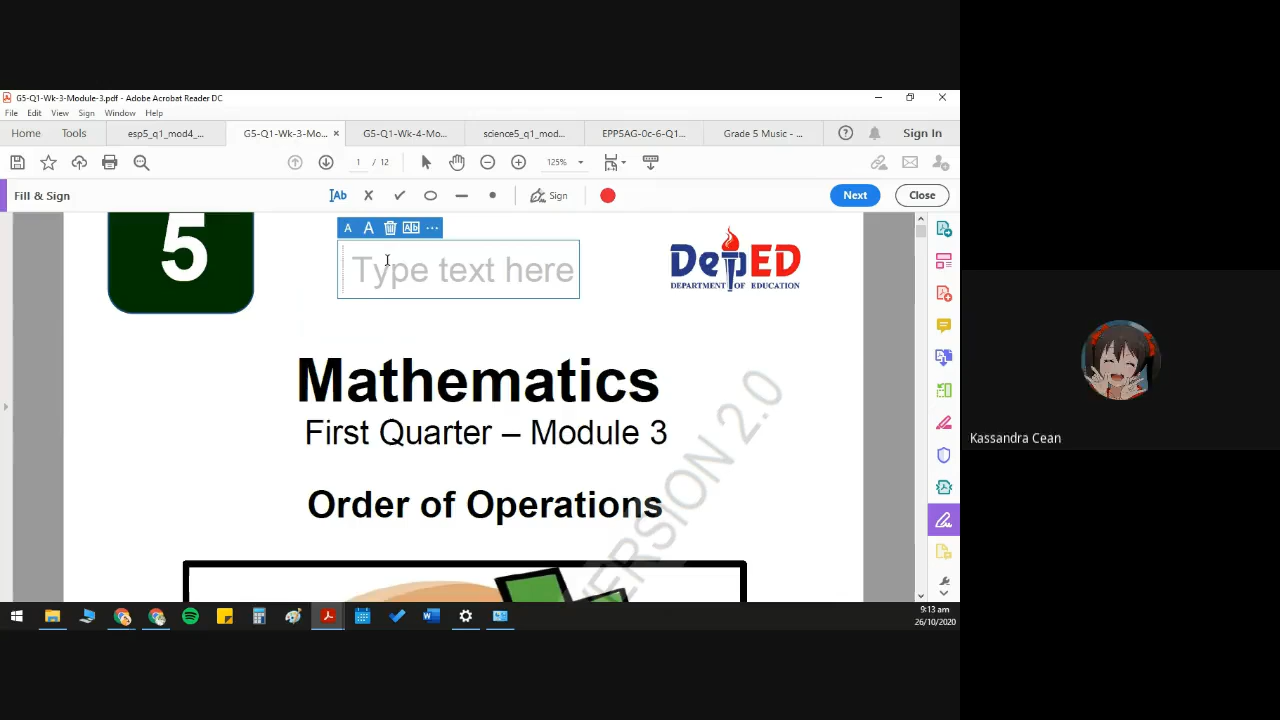 G5-Q1-Wk-3-Module-3.pdf - Adobe Acrobat Reader DC
File Edit View Sign Window Help
Home Tools esp5_q1_mod4_... G5-Q1-Wk-3-Mo... × G5-Q1-Wk-4-Mo... science5_q1_mod... EPP5AG-0c-6-Q1... Grade 5 Music - ... Sign In
1 / 12 125%
Fill & Sign Ab Sign Next Close
A A Ab ...
5
Type text here
DepED
DEPARTMENT OF EDUCATION
Mathematics
First Quarter – Module 3
Order of Operations
VERSION 2.0
Kassandra Cean
9:13 am
26/10/2020